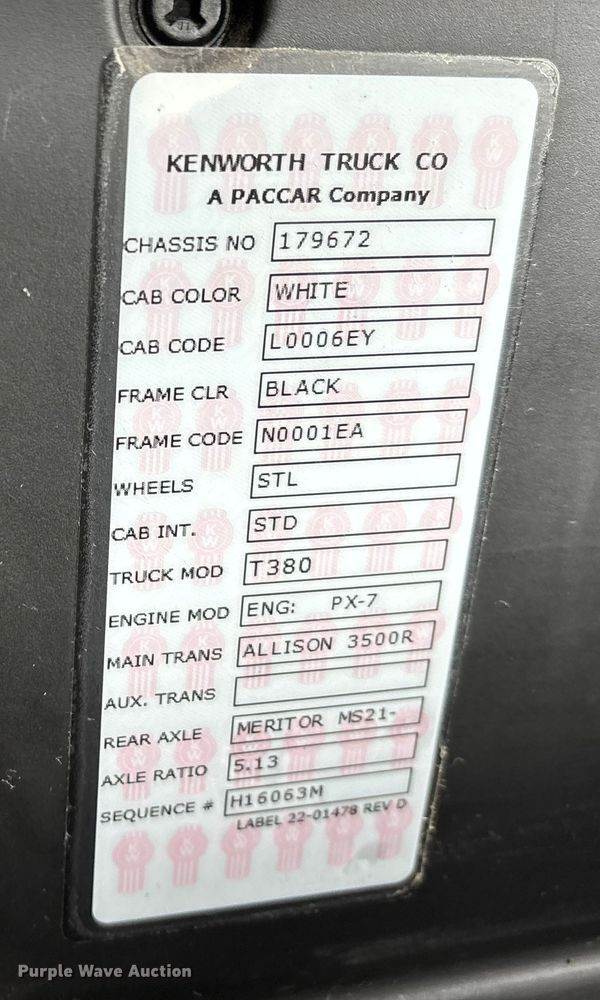 KENWORTH TRUCK CO
A PACCAR Company
CHASSIS NO 179672
CAB COLOR WHITE
CAB CODE L0006EY
FRAME CLR BLACK
FRAME CODE N0001EA
WHEELS STL
CAB INT. STD
TRUCK MOD T380
ENGINE MOD ENG: PX-7
MAIN TRANS ALLISON 3500R
AUX. TRANS
REAR AXLE MERITOR MS21-
AXLE RATIO 5.13
SEQUENCE # H16063M
LABEL 22-01478 REV D
Purple Wave Auction